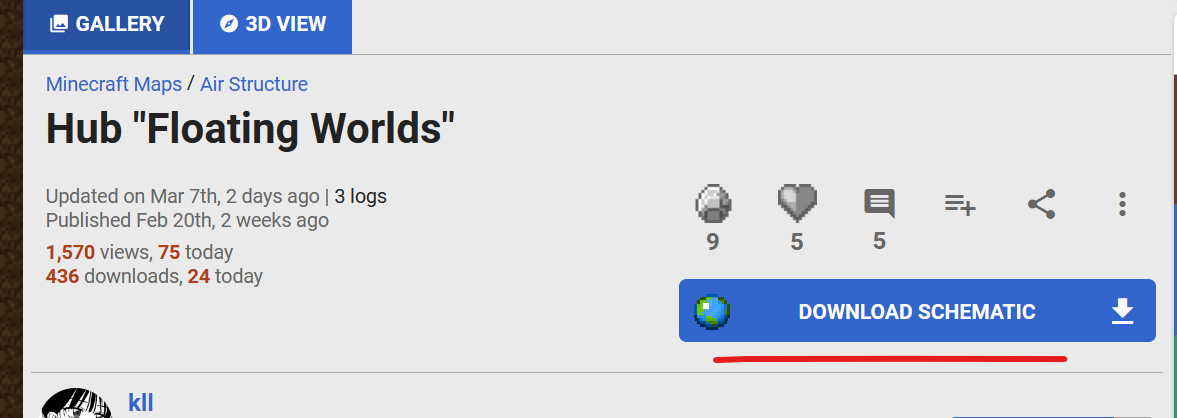 GALLERY
3D VIEW
Minecraft Maps / Air Structure
Hub "Floating Worlds"
Updated on Mar 7th, 2 days ago | 3 logs
Published Feb 20th, 2 weeks ago
1,570 views, 75 today
436 downloads, 24 today
9
5
5
DOWNLOAD SCHEMATIC
kll